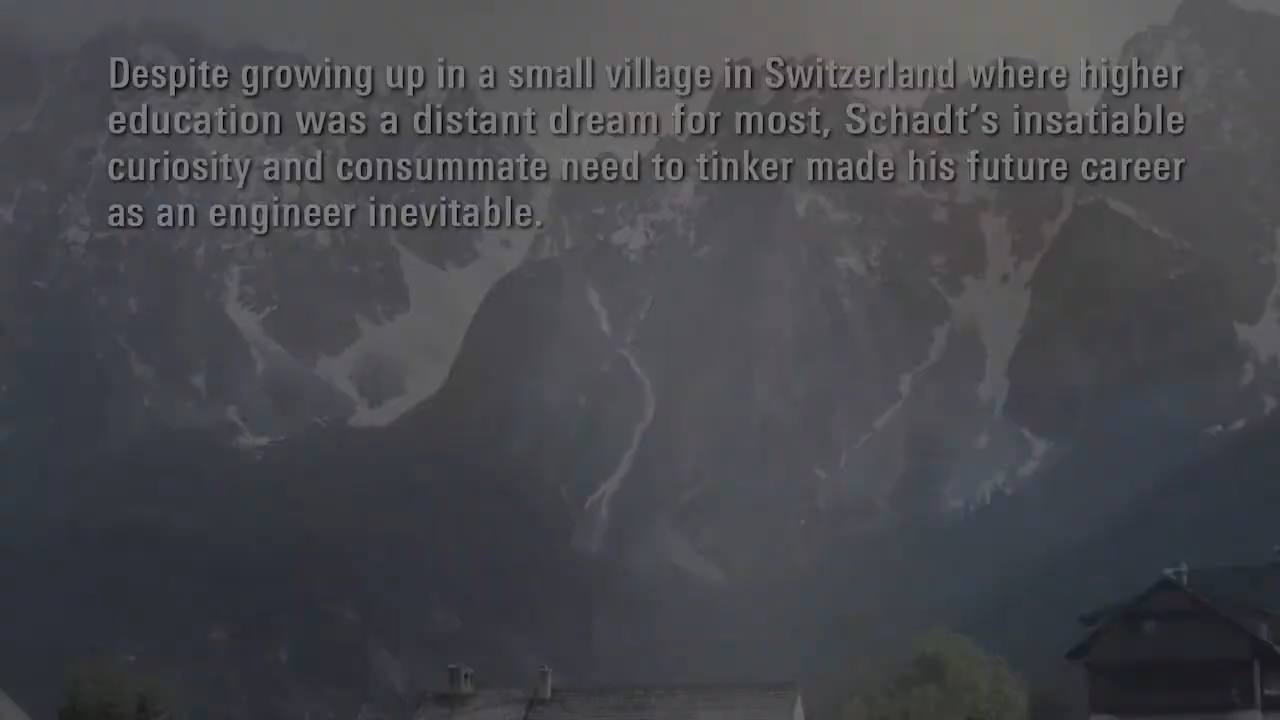 Despite growing up in a small village in Switzerland where higher
education was a distant dream for most, Schadt’s insatiable
curiosity and consummate need to tinker made his future career
as an engineer inevitable.